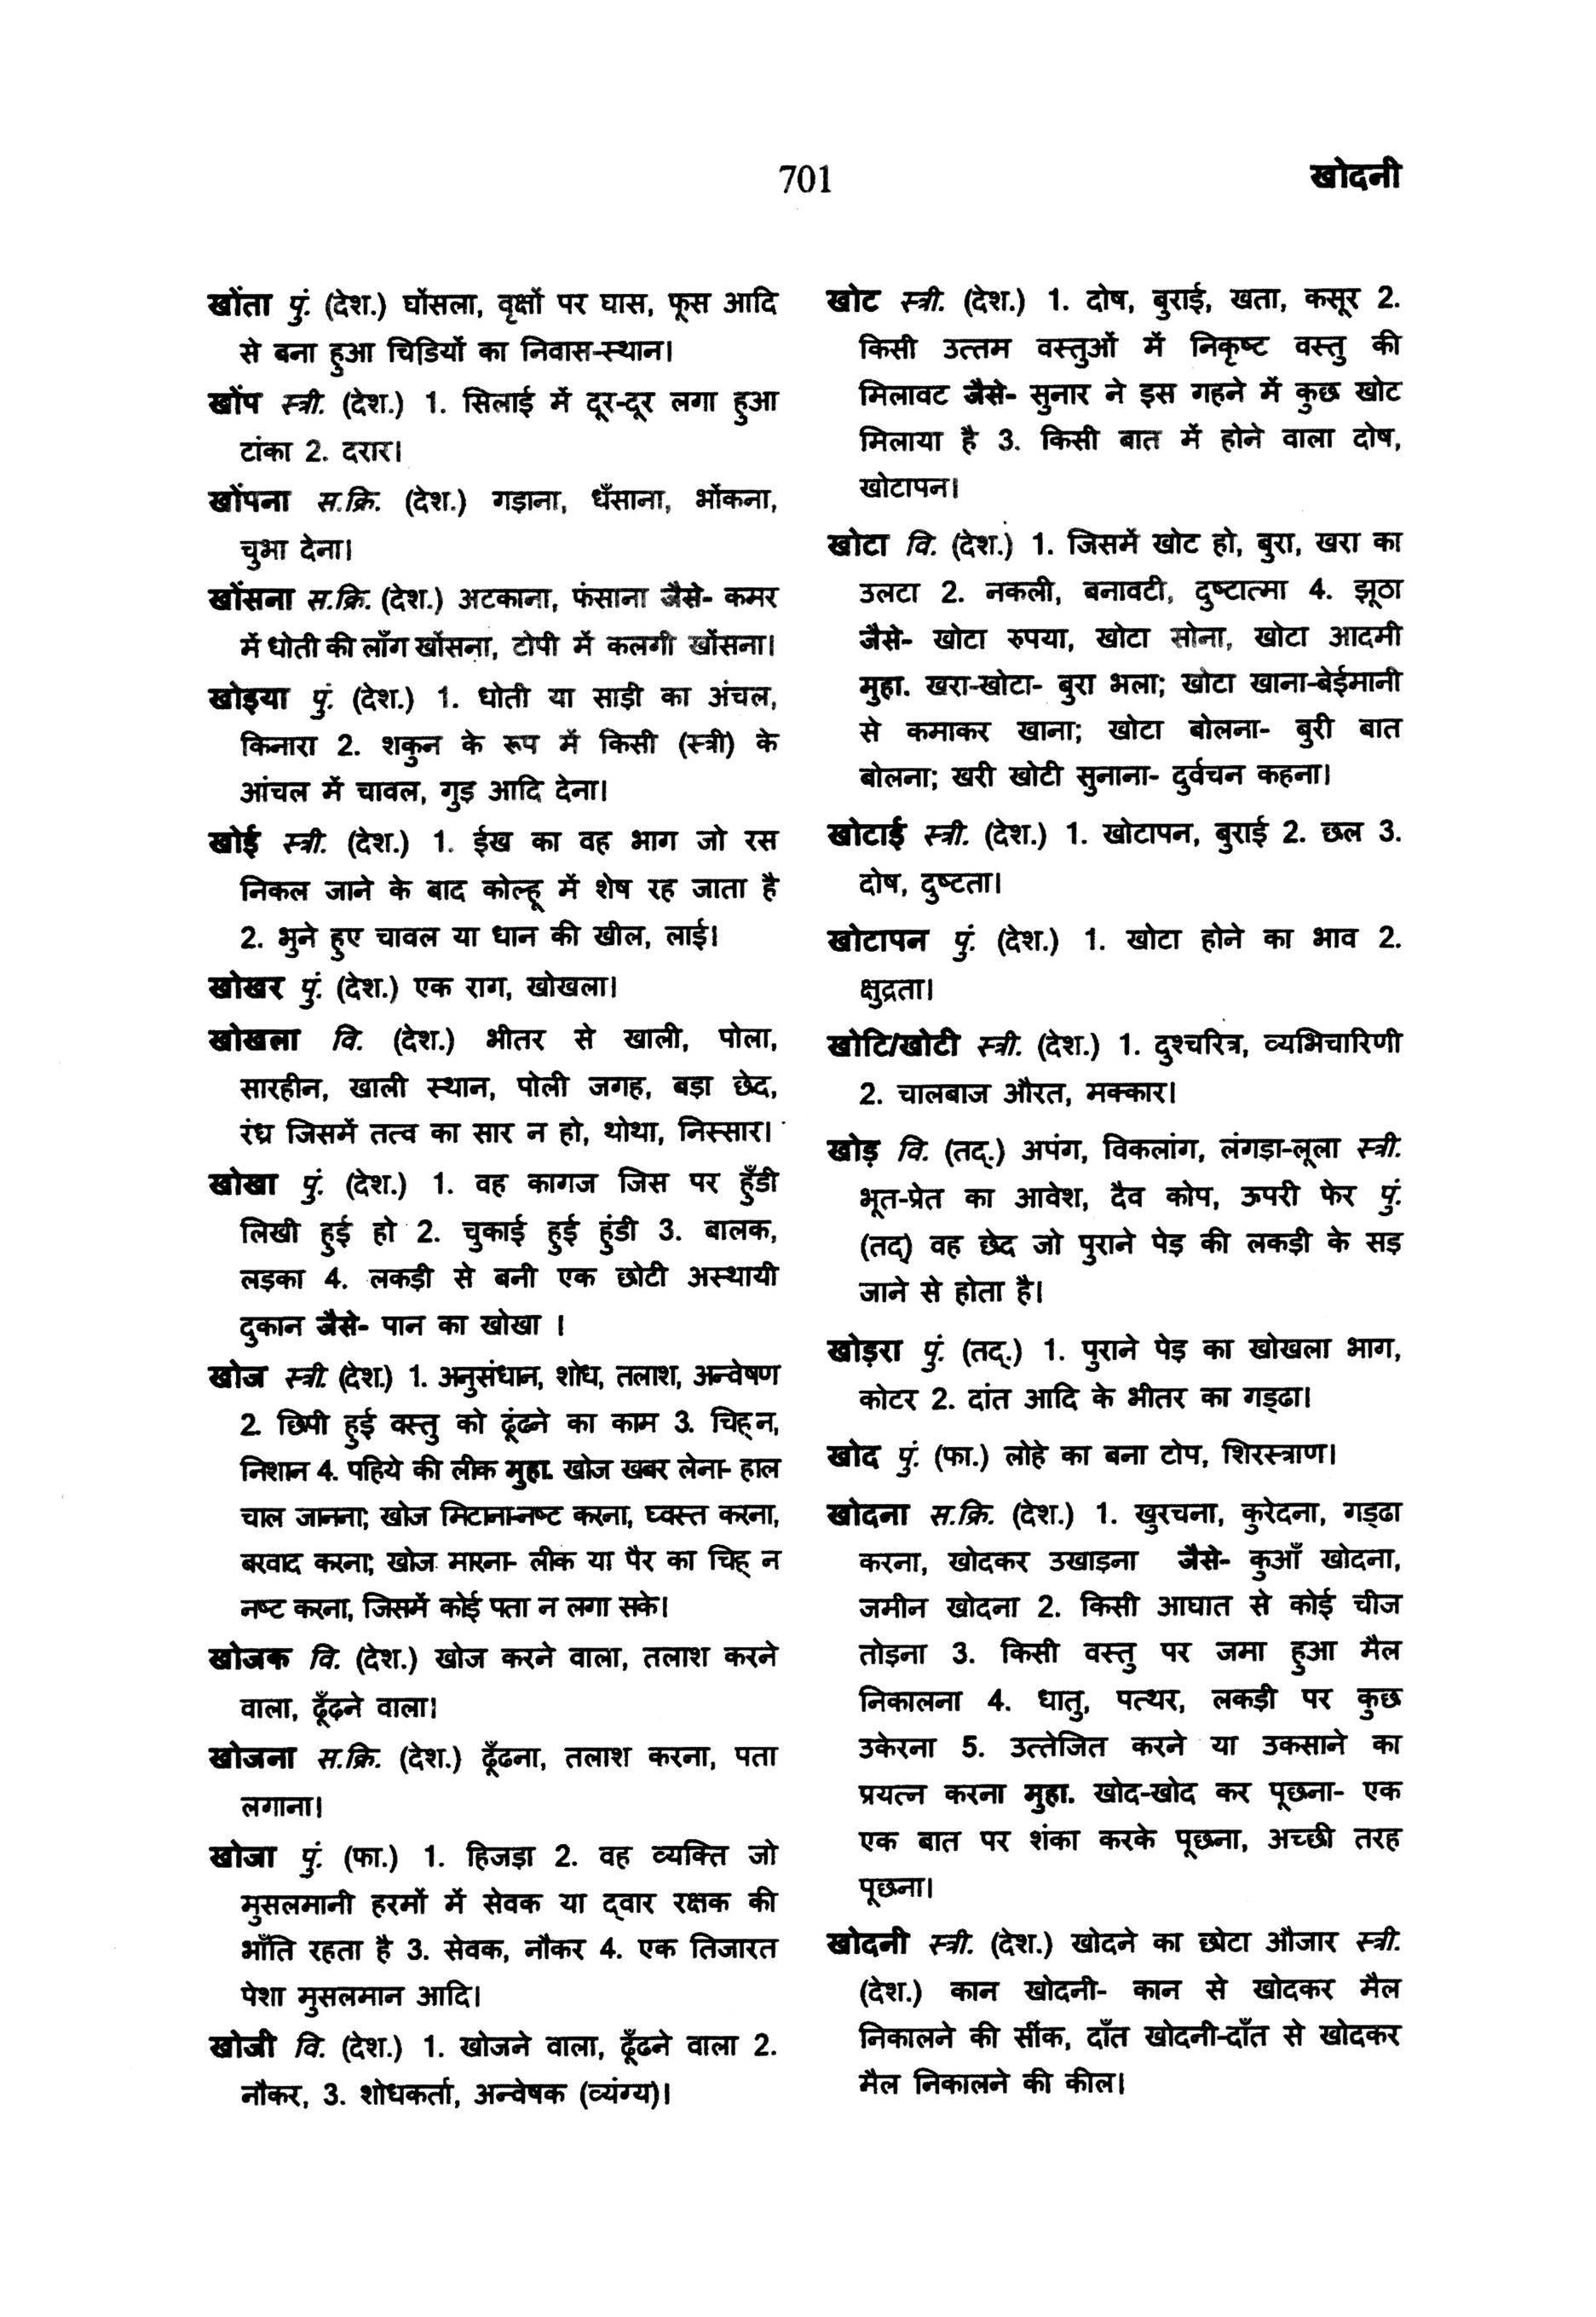 701
खोदनी
खोंता पुं. (देश.) घोंसला, वृक्षों पर घास, फूस आदि
से बना हुआ चिडि़यों का निवास-स्थान।
खोंप स्त्री. (देश.) 1. सिलाई में दूर-दूर लगा हुआ
टांका 2. दरार।
खोंपना स.क्रि. (देश.) गड़ाना, धँसाना, भोंकना,
चुभा देना।
खोंसना स.क्रि. (देश.) अटकाना, फंसाना जैसे- कमर
में धोती की लाँग खोंसना, टोपी में कलगी खोंसना।
खोइया पुं. (देश.) 1. धोती या साड़ी का अंचल,
किनारा 2. शकुन के रूप में किसी (स्त्री) के
आंचल में चावल, गुड़ आदि देना।
खोई स्त्री. (देश.) 1. ईख का वह भाग जो रस
निकल जाने के बाद कोल्हू में शेष रह जाता है
2. भुने हुए चावल या धान की खील, लाई।
खोखर पुं. (देश.) एक राग, खोखला।
खोखला वि. (देश.) भीतर से खाली, पोला,
सारहीन, खाली स्थान, पोली जगह, बड़ा छेद,
रंध्र जिसमें तत्व का सार न हो, थोथा, निस्सार।
खोखा पुं. (देश.) 1. वह कागज जिस पर हुँडी
लिखी हुई हो 2. चुकाई हुई हुंडी 3. बालक,
लड़का 4. लकड़ी से बनी एक छोटी अस्थायी
दुकान जैसे- पान का खोखा ।
खोज स्त्री. (देश.) 1. अनुसंधान, शोध, तलाश, अन्वेषण
2. छिपी हुई वस्तु को ढूंढने का काम 3. चिह्न,
निशान 4. पहिये की लीक मुहा. खोज खबर लेना- हाल
चाल जानना; खोज मिटाना-नष्ट करना, घ्वस्त करना,
बरवाद करना; खोज मारना- लीक या पैर का चिह् न
नष्ट करना, जिसमें कोई पता न लगा सके।
खोजक वि. (देश.) खोज करने वाला, तलाश करने
वाला, ढूँढ़ने वाला।
खोजना स.क्रि. (देश.) ढूँढना, तलाश करना, पता
लगाना।
खोजा पुं. (फा.) 1. हिजड़ा 2. वह व्यक्ति जो
मुसलमानी हरमों में सेवक या द्‌वार रक्षक की
भाँति रहता है 3. सेवक, नौकर 4. एक तिजारत
पेशा मुसलमान आदि।
खोजी वि. (देश.) 1. खोजने वाला, ढूँढने वाला 2.
नौकर, 3. शोधकर्ता, अन्वेषक (व्यंग्य)।
खोट स्त्री. (देश.) 1. दोष, बुराई, खता, कसूर 2.
किसी उत्तम वस्तुओं में निकृष्ट वस्तु की
मिलावट जैसे- सुनार ने इस गहने में कुछ खोट
मिलाया है 3. किसी बात में होने वाला दोष,
खोटापन।
खोटा वि. (देश.) 1. जिसमें खोट हो, बुरा, खरा का
उलटा 2. नकली, बनावटी, दुष्टात्मा 4. झूठा
जैसे- खोटा रुपया, खोटा सोना, खोटा आदमी
मुहा. खरा-खोटा- बुरा भला; खोटा खाना-बेईमानी
से कमाकर खाना; खोटा बोलना- बुरी बात
बोलना; खरी खोटी सुनाना- दुर्वचन कहना।
खोटाई स्त्री. (देश.) 1. खोटापन, बुराई 2. छल 3.
दोष, दुष्टता।
खोटापन पुं. (देश.) 1. खोटा होने का भाव 2.
क्षुद्रता।
खोटि/खोटी स्त्री. (देश.) 1. दुश्चरित्र, व्यभिचारिणी
2. चालबाज औरत, मक्कार।
खोड़ वि. (तद्.) अपंग, विकलांग, लंगड़ा-लूला स्त्री.
भूत-प्रेत का आवेश, दैव कोप, ऊपरी फेर पुं.
(तद्) वह छेद जो पुराने पेड़ की लकड़ी के सड़
जाने से होता है।
खोड़रा पुं. (तद्.) 1. पुराने पेड़ का खोखला भाग,
कोटर 2. दांत आदि के भीतर का गड्ढा।
खोद पुं. (फा.) लोहे का बना टोप, शिरस्त्राण।
खोदना स.क्रि. (देश.) 1. खुरचना, कुरेदना, गड्ढा
करना, खोदकर उखाड़ना जैसे- कुआँ खोदना,
जमीन खोदना 2. किसी आघात से कोई चीज
तोड़ना 3. किसी वस्तु पर जमा हुआ मैल
निकालना 4. धातु, पत्थर, लकड़ी पर कुछ
उकेरना 5. उत्तेजित करने या उकसाने का
प्रयत्न करना मुहा. खोद-खोद कर पूछना- एक
एक बात पर शंका करके पूछना, अच्छी तरह
पूछना।
खोदनी स्त्री. (देश.) खोदने का छोटा औजार स्त्री.
(देश.) कान खोदनी- कान से खोदकर मैल
निकालने की सींक, दाँत खोदनी-दाँत से खोदकर
मैल निकालने की कील।